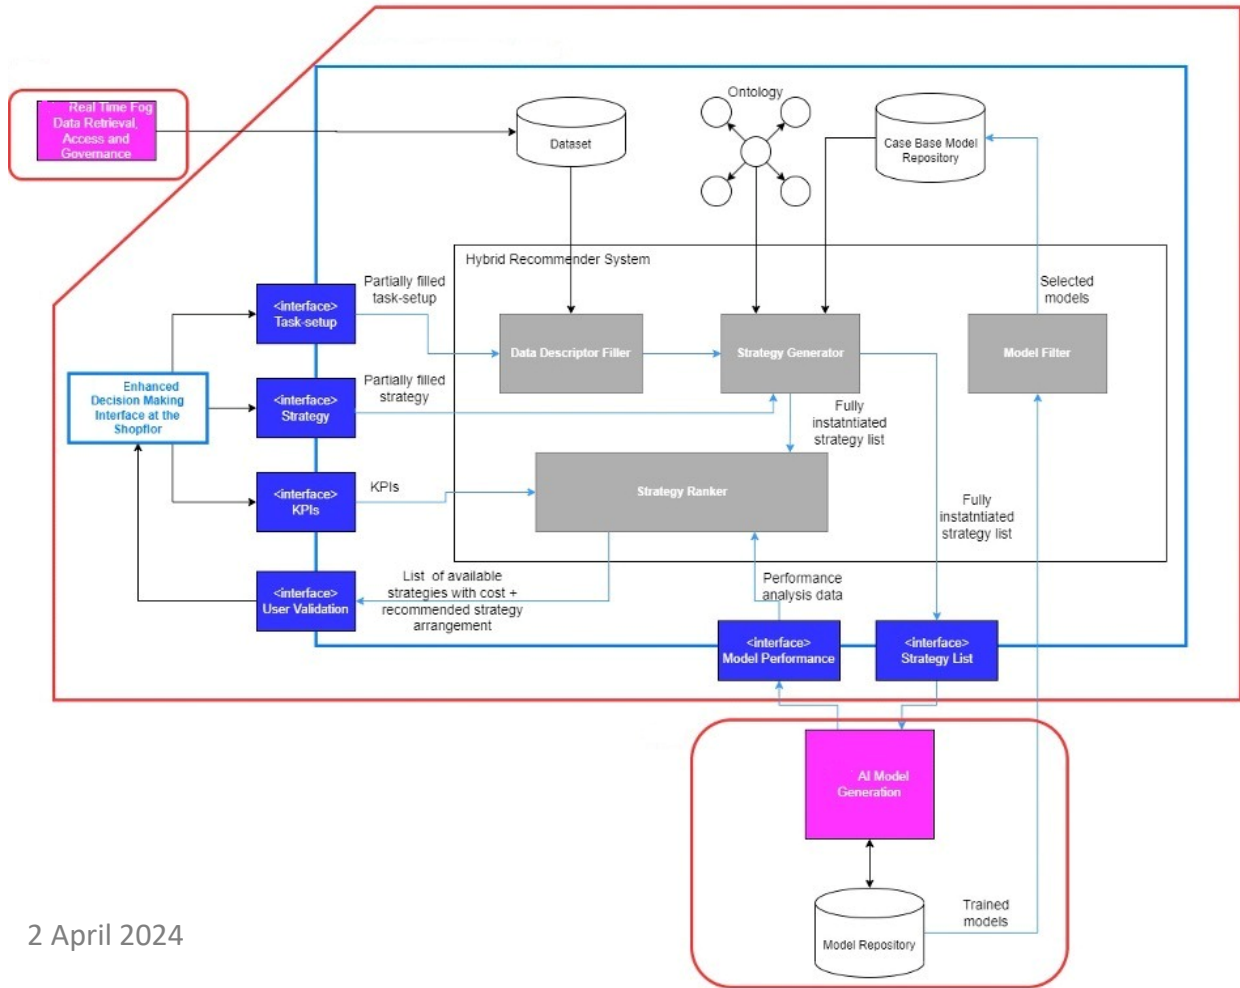 Real Time Fog
Data Retrieval,
Access and
Governance
Dataset
Ontology
Case Base Model
Repository
Hybrid Recommender System
Partially filled
task-setup
Selected
models
<interface>
Task-setup
Data Descriptor Filler
Strategy Generator
Model Filter
Enhanced
Decision Making
Interface at the
Shopflor
<interface>
Strategy
Partially filled
strategy
Fully
instatntiated
strategy list
<interface>
KPIs
KPIs
Strategy Ranker
Fully
instatntiated
strategy list
<interface>
User Validation
List of available
strategies with cost +
recommended strategy
arrangement
Performance
analysis data
<interface>
Model Performance
<interface>
Strategy List
AI Model
Generation
Model Repository
Trained
models
2 April 2024